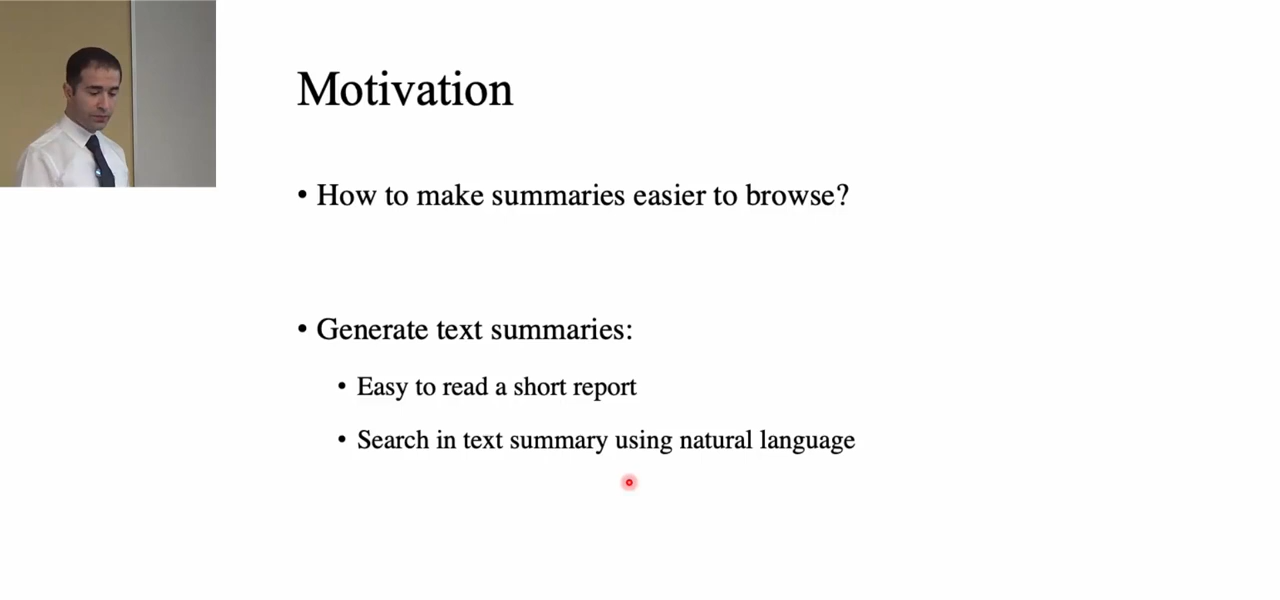 Motivation
• How to make summaries easier to browse?
• Generate text summaries:
• Easy to read a short report
• Search in text summary using natural language